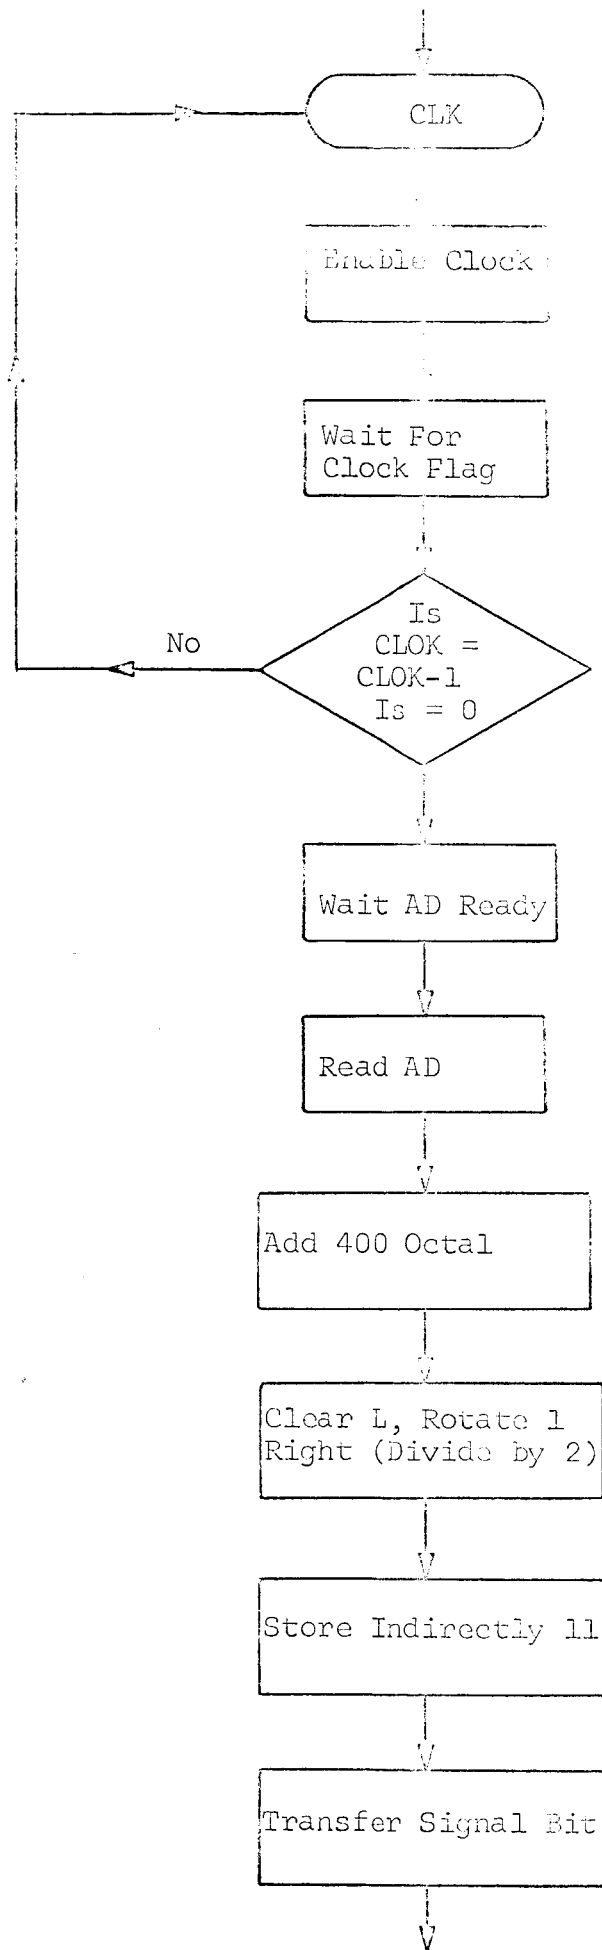 CLK
Enable Clock
Wait For
Clock Flag
Is
CLOK =
CLOK-1
Is = 0
No
Wait AD Ready
Read AD
Add 400 Octal
Clear L, Rotate 1
Right (Divide by 2)
Store Indirectly 11
Transfer Signal Bit